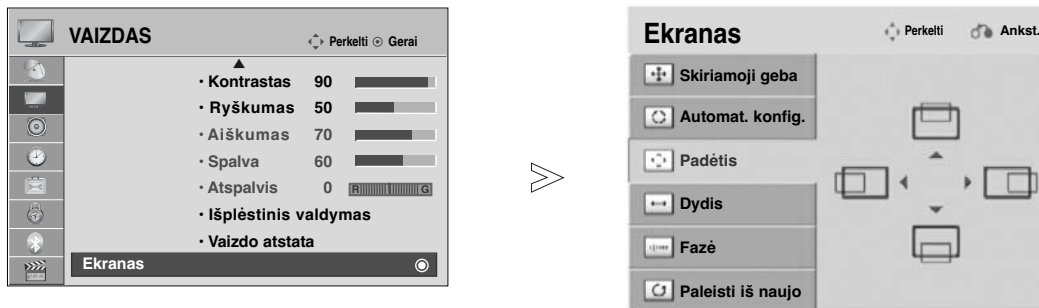 VAIZDAS
Perkelti Gerai
• Kontrastas 90
• Ryškumas 50
• Aiškumas 70
• Spalva 60
• Atspalvis 0 R G
• Išplėstinis valdymas
• Vaizdo atstata
Ekranas
Ekranas
Perkelti Ankst.
Skiriamoji geba
Automat. konfig.
Padėtis
Dydis
Fazė
Paleisti iš naujo